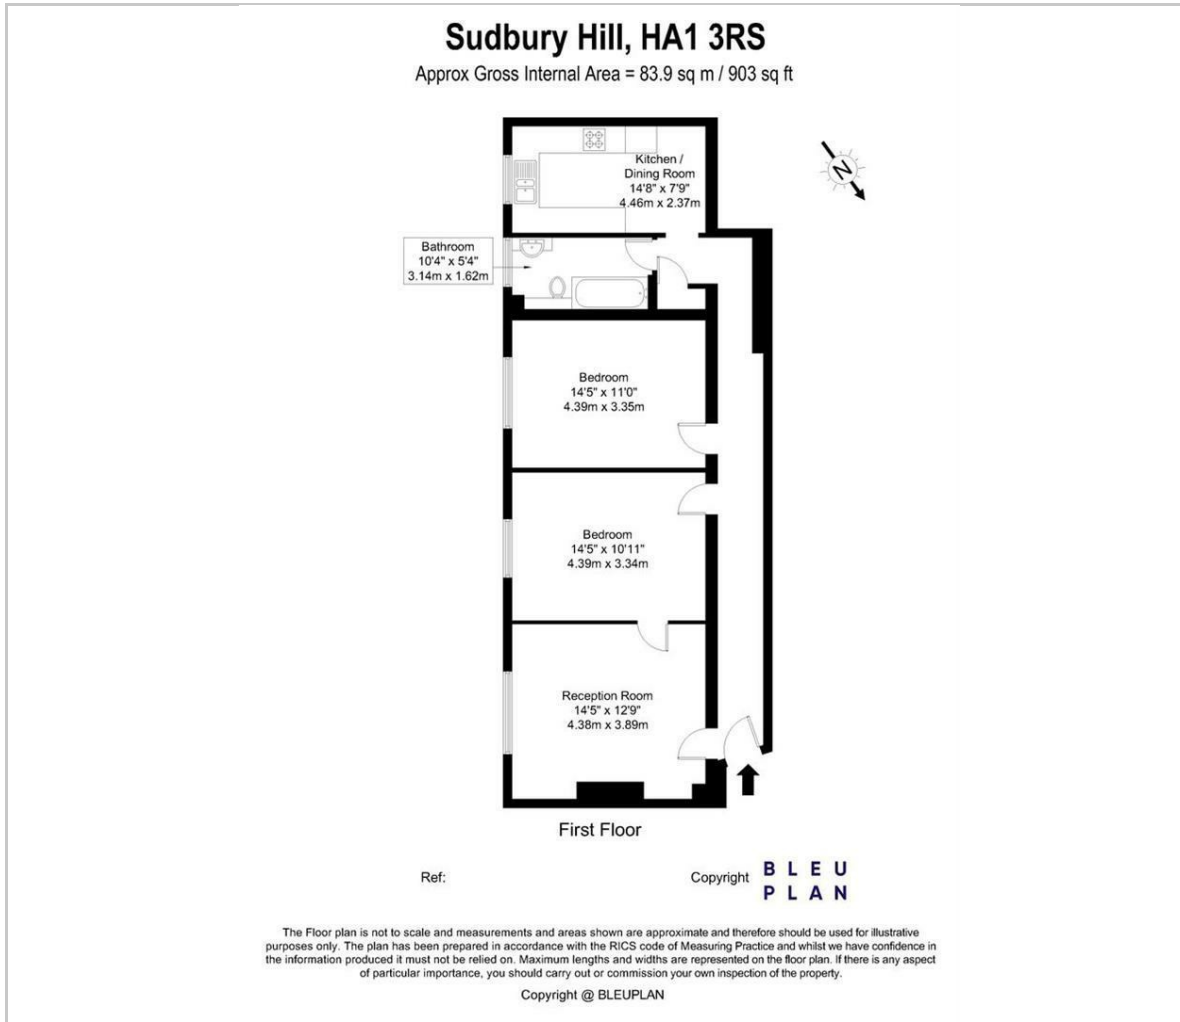 Sudbury Hill, HA1 3RS
Approx Gross Internal Area = 83.9 sq m / 903 sq ft
Kitchen /
Dining Room
14'8" x 7'9"
4.46m x 2.37m
N
Bathroom
10'4" x 5'4"
3.14m x 1.62m
Bedroom
14'5" x 11'0"
4.39m x 3.35m
Bedroom
14'5" x 10'11"
4.39m x 3.34m
Reception Room
14'5" x 12'9"
4.38m x 3.89m
First Floor
Ref:
Copyright
BLEU
PLAN
The Floor plan is not to scale and measurements and areas shown are approximate and therefore should be used for illustrative
purposes only. The plan has been prepared in accordance with the RICS code of Measuring Practice and whilst we have confidence in
the information produced it must not be relied on. Maximum lengths and widths are represented on the floor plan. If there is any aspect
of particular importance, you should carry out or commission your own inspection of the property.
Copyright @ BLEUPLAN